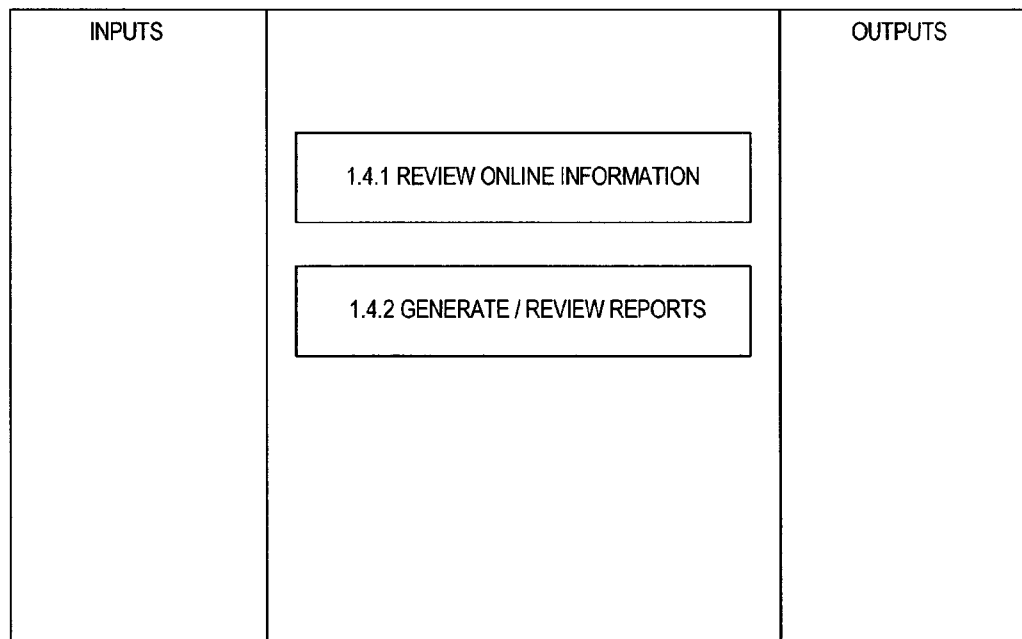 INPUTS
OUTPUTS
1.4.1 REVIEW ONLINE INFORMATION
1.4.2 GENERATE / REVIEW REPORTS